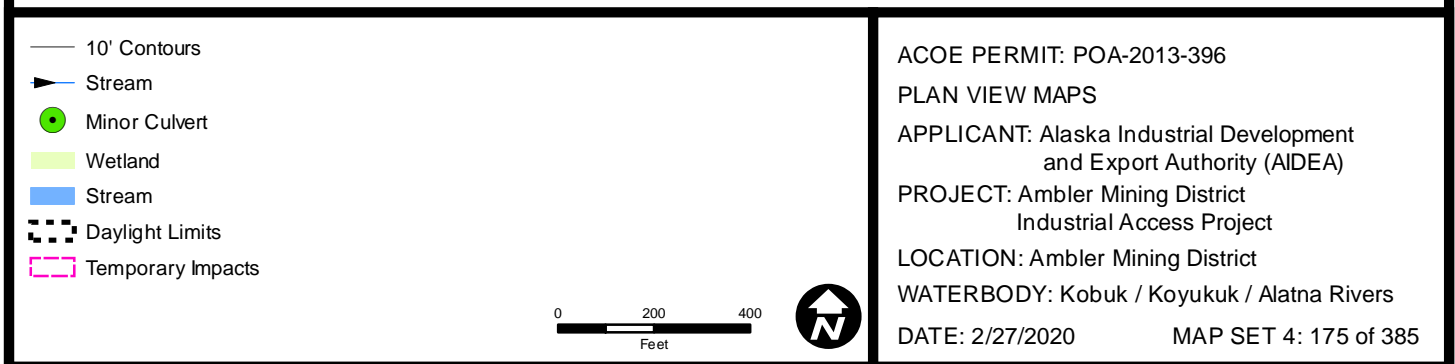 10' Contours
Stream
Minor Culvert
Wetland
Stream
Daylight Limits
Temporary Impacts
0 200 400
Feet
N
ACOE PERMIT: POA-2013-396
PLAN VIEW MAPS
APPLICANT: Alaska Industrial Development
and Export Authority (AIDEA)
PROJECT: Ambler Mining District
Industrial Access Project
LOCATION: Ambler Mining District
WATERBODY: Kobuk / Koyukuk / Alatna Rivers
DATE: 2/27/2020 MAP SET 4: 175 of 385